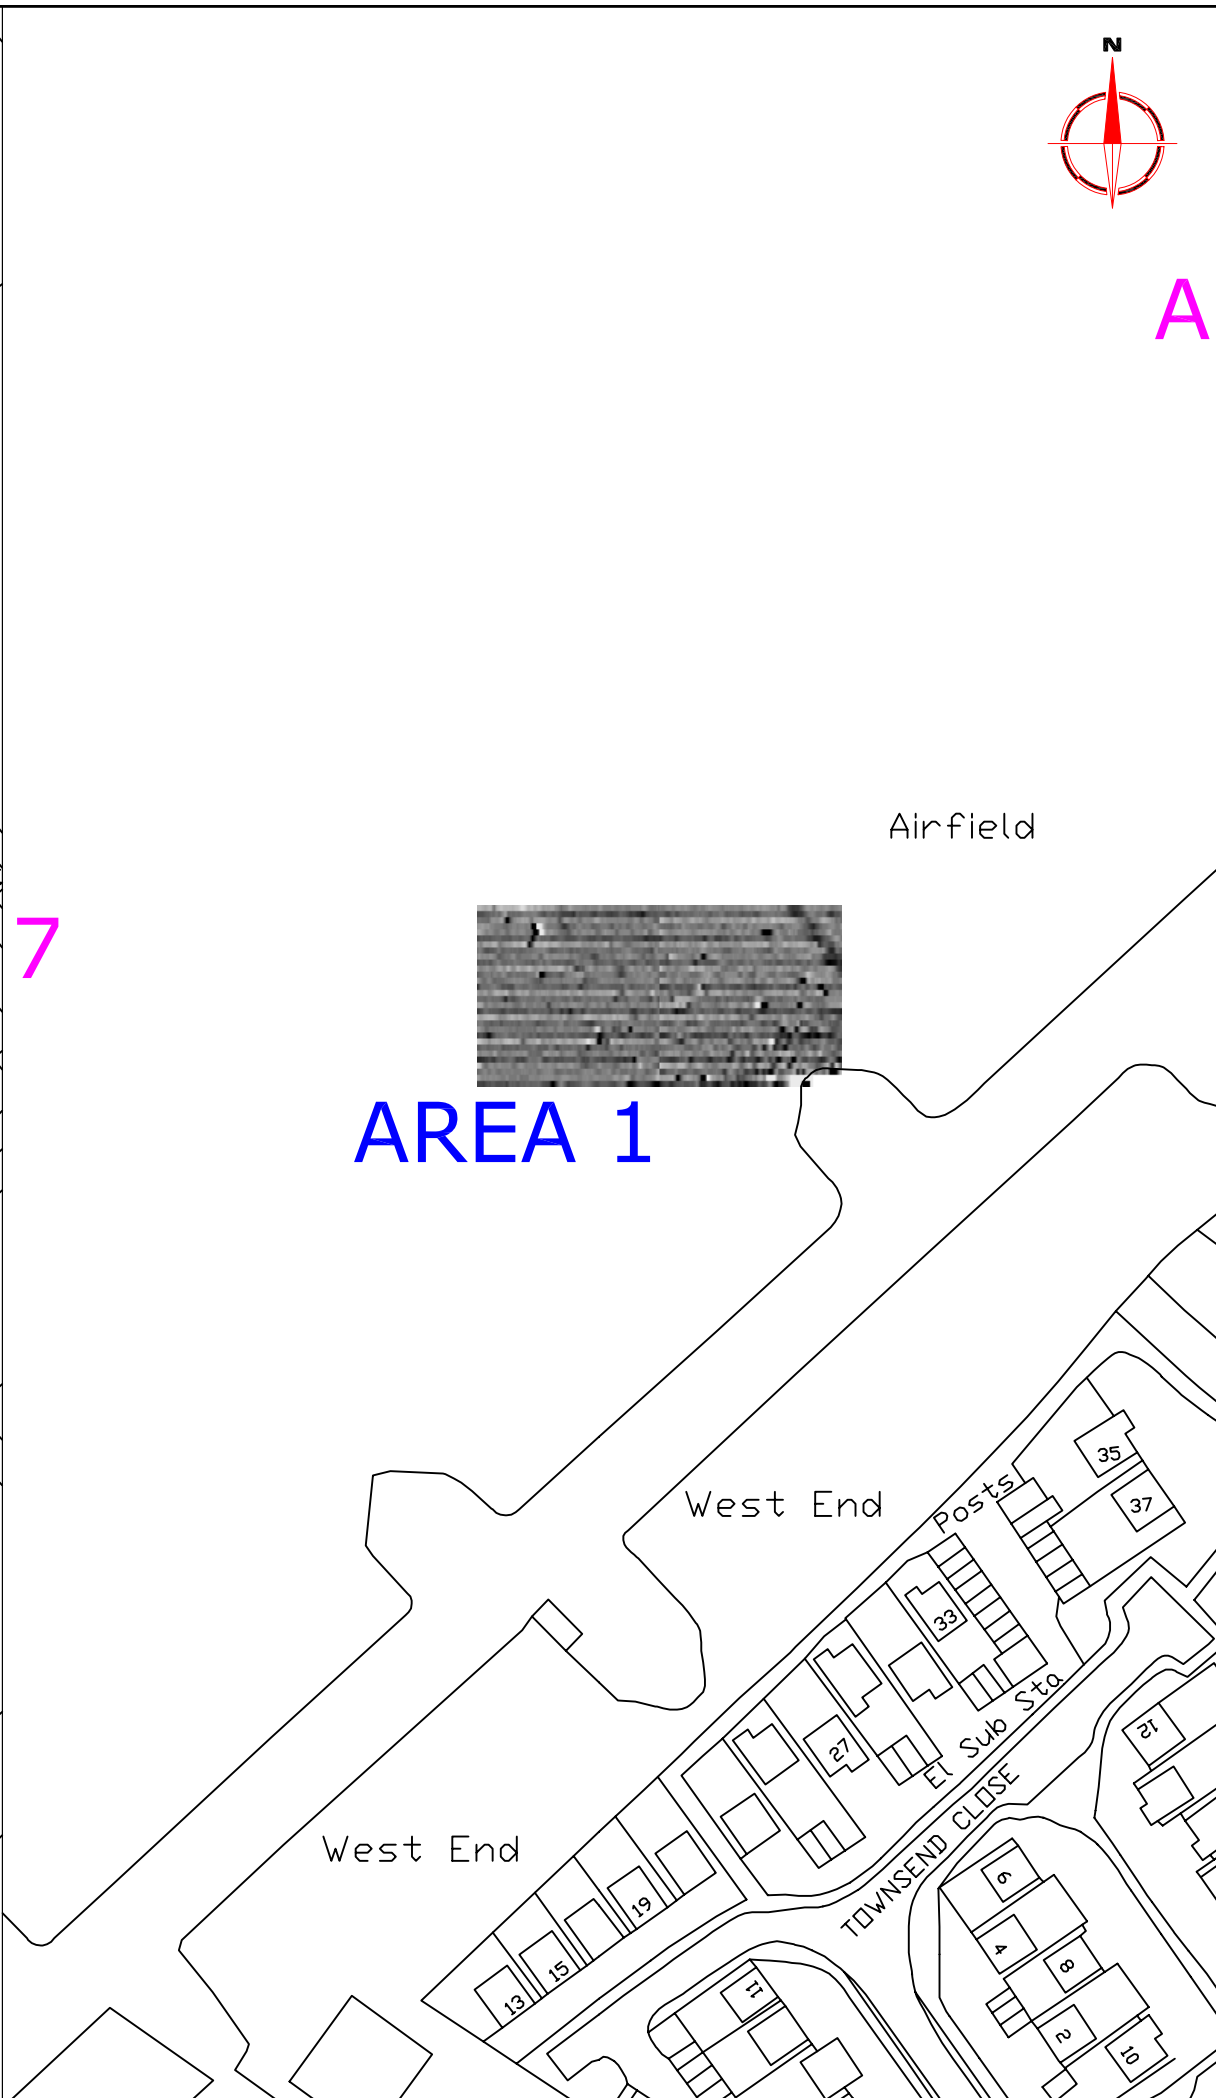 N
A
Airfield
7
AREA 1
35
West End
Posts
37
33
El Sub Sta
12
27
TOWNSEND CLOSE
West End
6
19
4
15
8
11
13
2
10